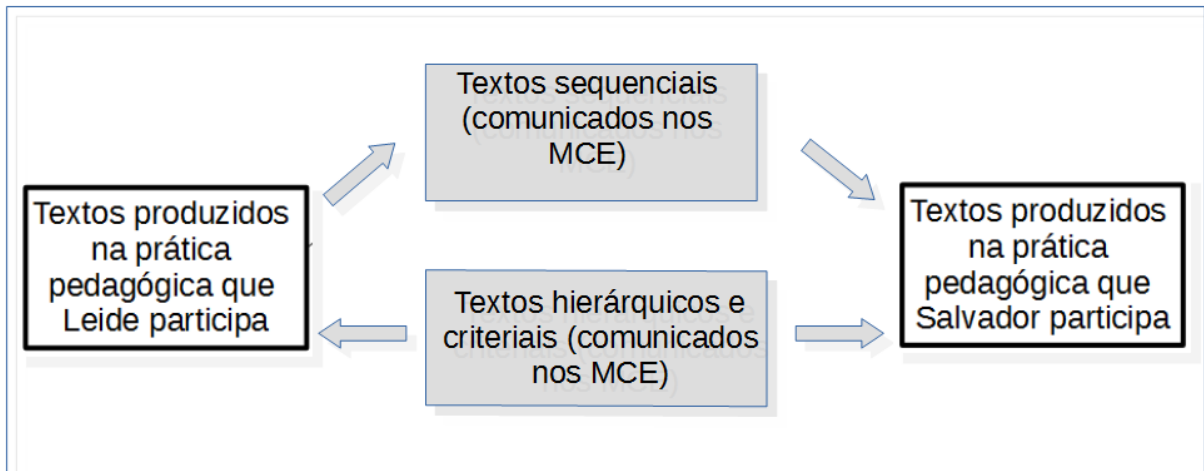 Textos sequenciais
(comunicados nos
MCE)
Textos produzidos
na prática
pedagógica que
Leide participa
Textos produzidos
na prática
pedagógica que
Salvador participa
Textos hierárquicos e
criteriais (comunicados
nos MCE)